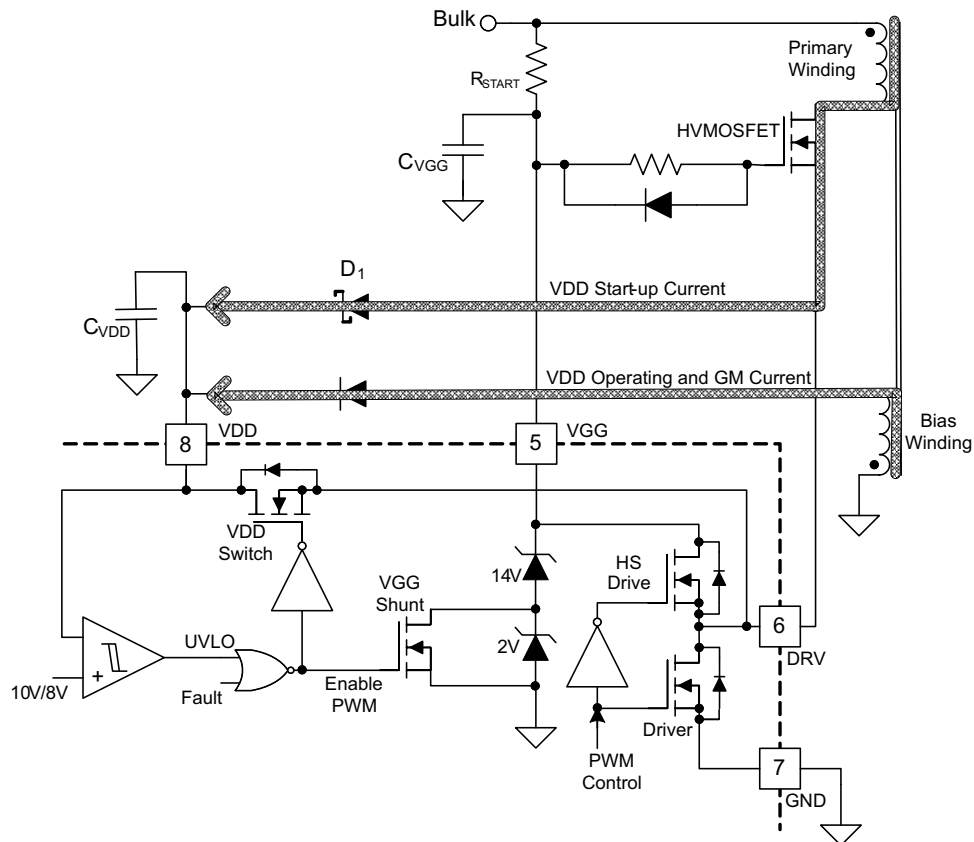 Bulk
Primary
Winding
RSTART
HVMOSFET
CVGG
D1
VDD Start-up Current
CVDD
VDD Operating and GM Current
8
VDD
5
VGG
Bias
Winding
VDD
Switch
VGG
Shunt
14V
HS
Drive
2V
6
DRV
UVLO
10V/8V
Fault
Enable
PWM
Driver
PWM
Control
7
GND